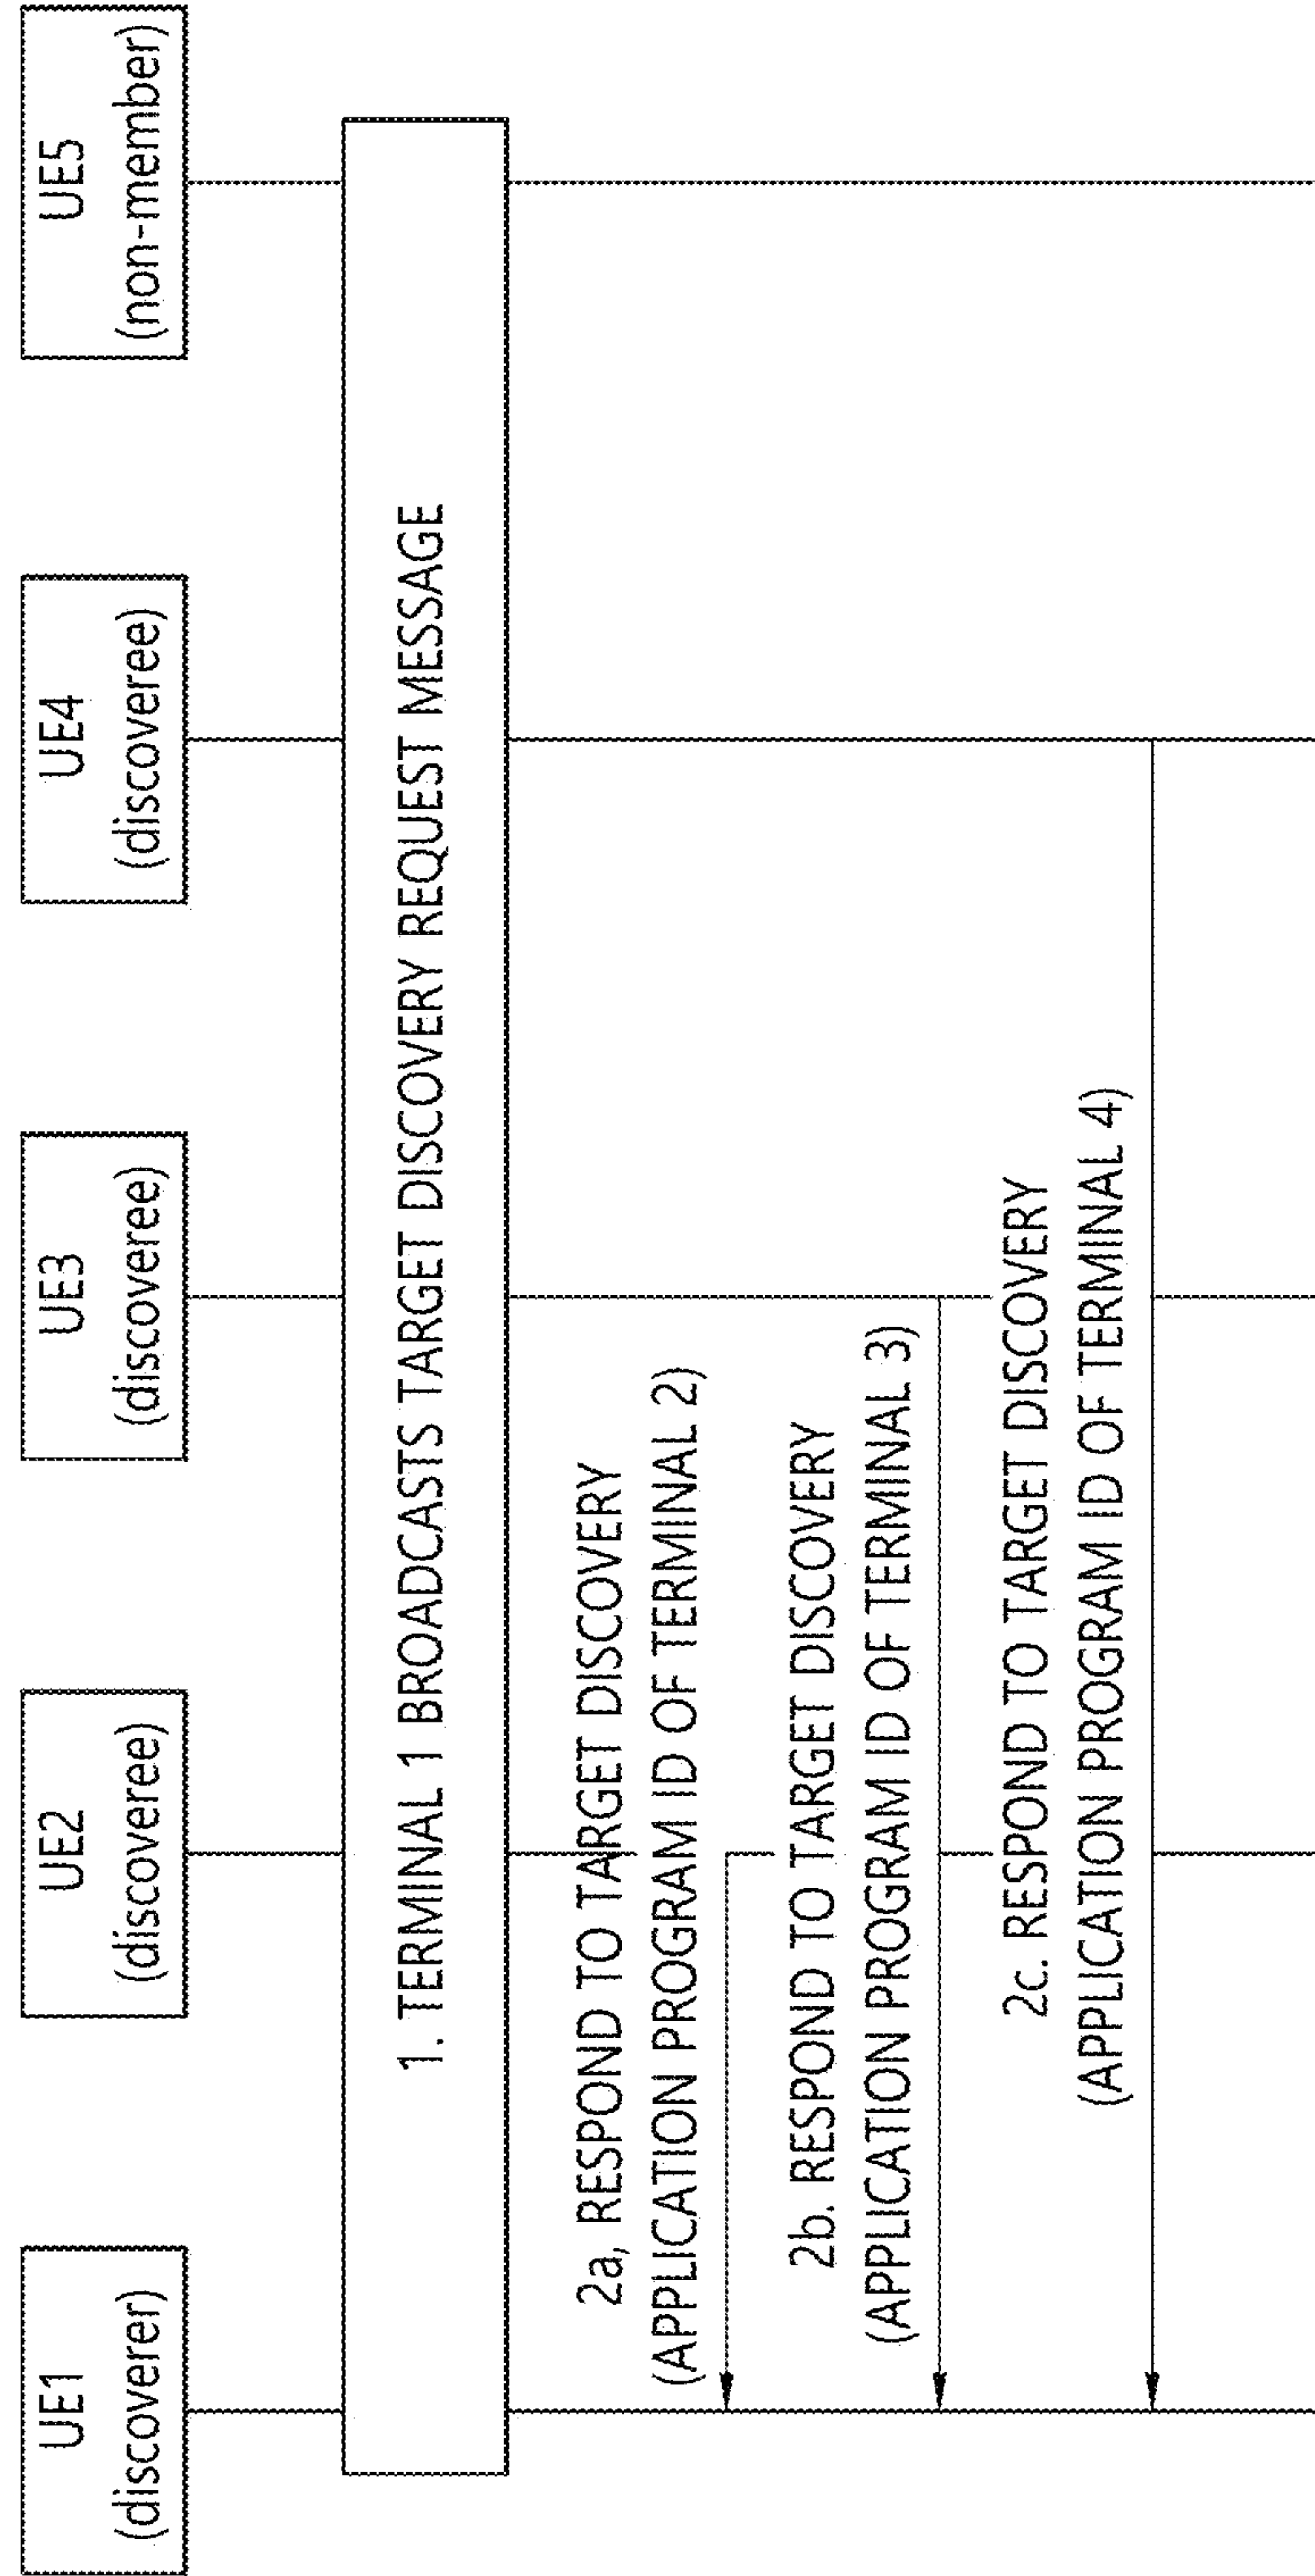 UE1
(discoverer)
UE2
(discoveree)
UE3
(discoveree)
UE4
(discoveree)
UE5
(non-member)
1. TERMINAL 1 BROADCASTS TARGET DISCOVERY REQUEST MESSAGE
2a, RESPOND TO TARGET DISCOVERY
(APPLICATION PROGRAM ID OF TERMINAL 2)
2b. RESPOND TO TARGET DISCOVERY
(APPLICATION PROGRAM ID OF TERMINAL 3)
2c. RESPOND TO TARGET DISCOVERY
(APPLICATION PROGRAM ID OF TERMINAL 4)